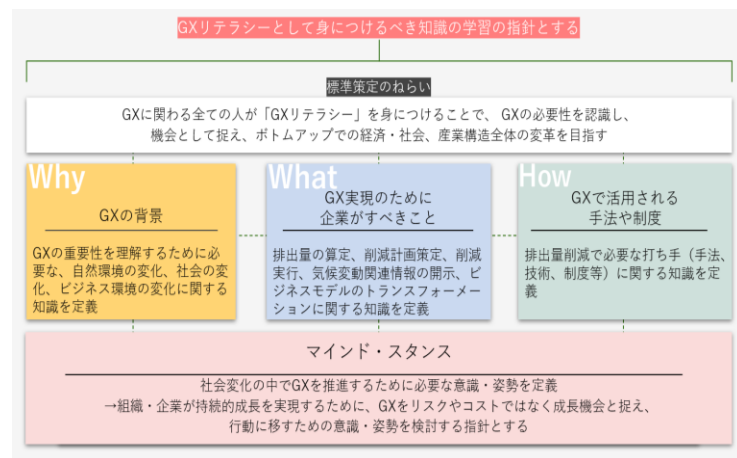 GXリテラシーとして身につけるべき知識の学習の指針とする
標準策定のねらい
GXに関わる全ての人が「GXリテラシー」を身につけることで、 GXの必要性を認識し、
機会として捉え、ボトムアップでの経済・社会、産業構造全体の変革を目指す
Why
GXの背景
GXの重要性を理解するために必
要な、自然環境の変化、社会の変
化、ビジネス環境の変化に関する
知識を定義
What
GX実現のために
企業がすべきこと
排出量の算定、削減計画策定、削減
実行、気候変動関連情報の開示、ビ
ジネスモデルのトランスフォーメー
ションに関する知識を定義
How
GXで活用される
手法や制度
排出量削減で必要な打ち手（手法、
技術、制度等）に関する知識を定
義
マインド・スタンス
社会変化の中でGXを推進するために必要な意識・姿勢を定義
→組織・企業が持続的成長を実現するために、GXをリスクやコストではなく成長機会と捉え、
行動に移すための意識・姿勢を検討する指針とする